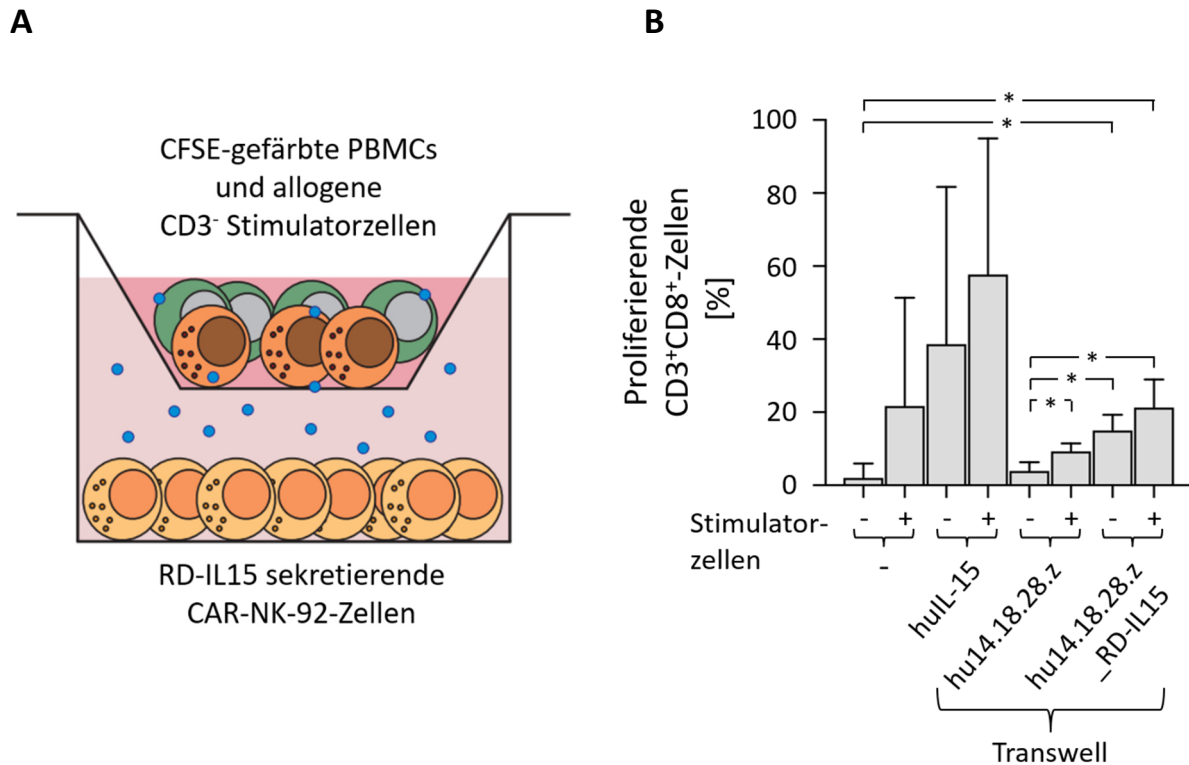 A
B
CFSE-gefärbte PBMCs
und allogene
CD3⁻ Stimulatorzellen
RD-IL15 sekretierende
CAR-NK-92-Zellen
Proliferierende
CD3⁺CD8⁺-Zellen
[%]
100
80
60
40
20
0
* 
*
*
*
*
Stimulator-
zellen
- + - + - + - +
-
huIL-15
hu14.18.28.z
hu14.18.28.z
_RD-IL15
Transwell